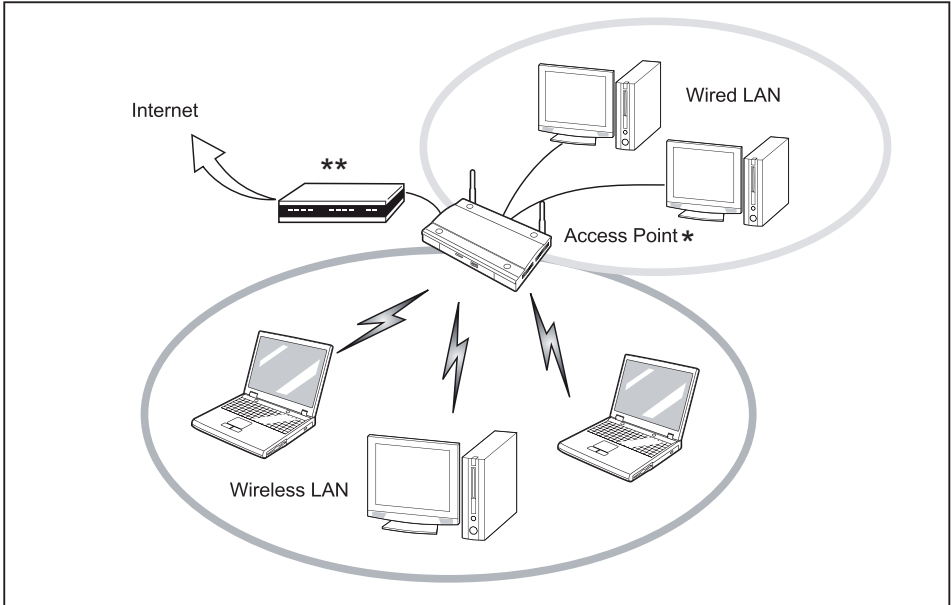 Wired LAN
Internet
**
Access Point *
Wireless LAN